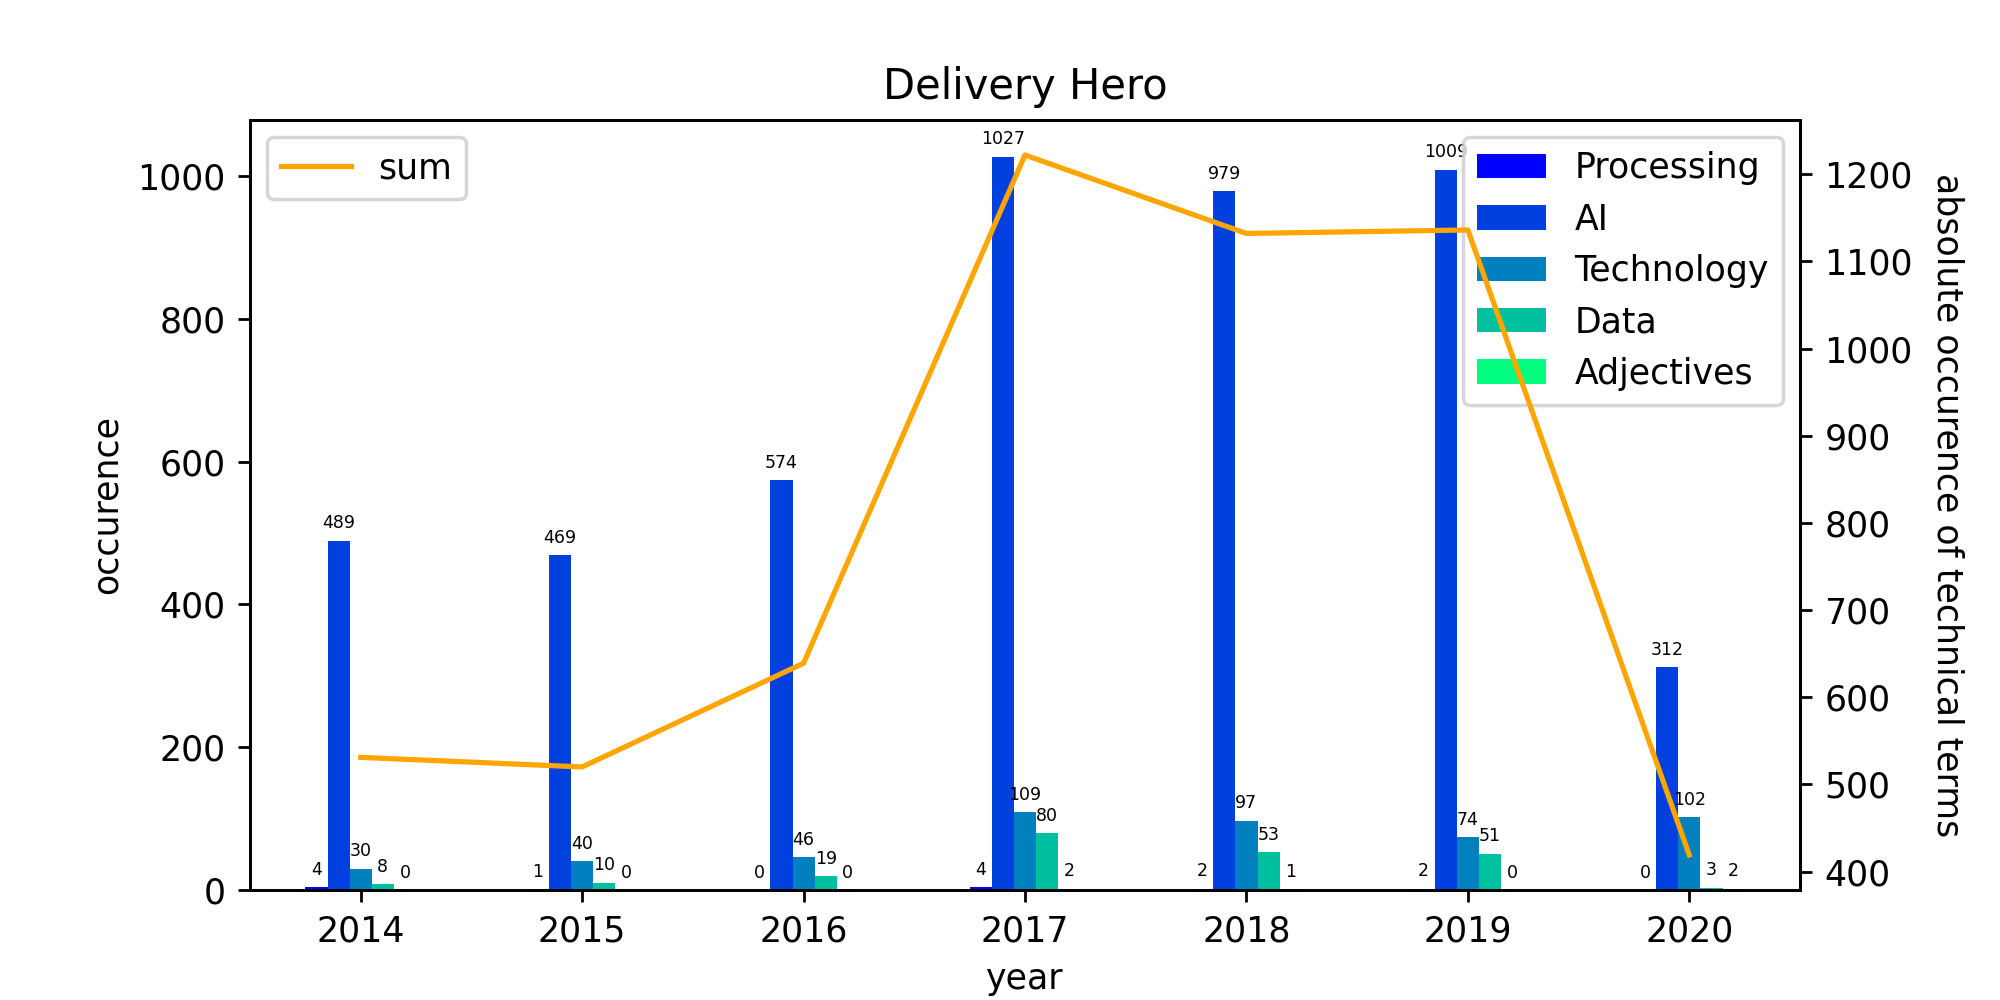 Delivery Hero
sum
Processing
AI
Technology
Data
Adjectives
occurence
1000
800
600
400
200
0
absolute occurence of technical terms
1200
1100
1000
900
800
700
600
500
400
4 489 30 8 0
1 469 40 10 0
0 574 46 19 0
4 1027 109 80 2
2 979 97 53 1
2 1009 74 51 0
0 312 102 3 2
2014 2015 2016 2017 2018 2019 2020
year